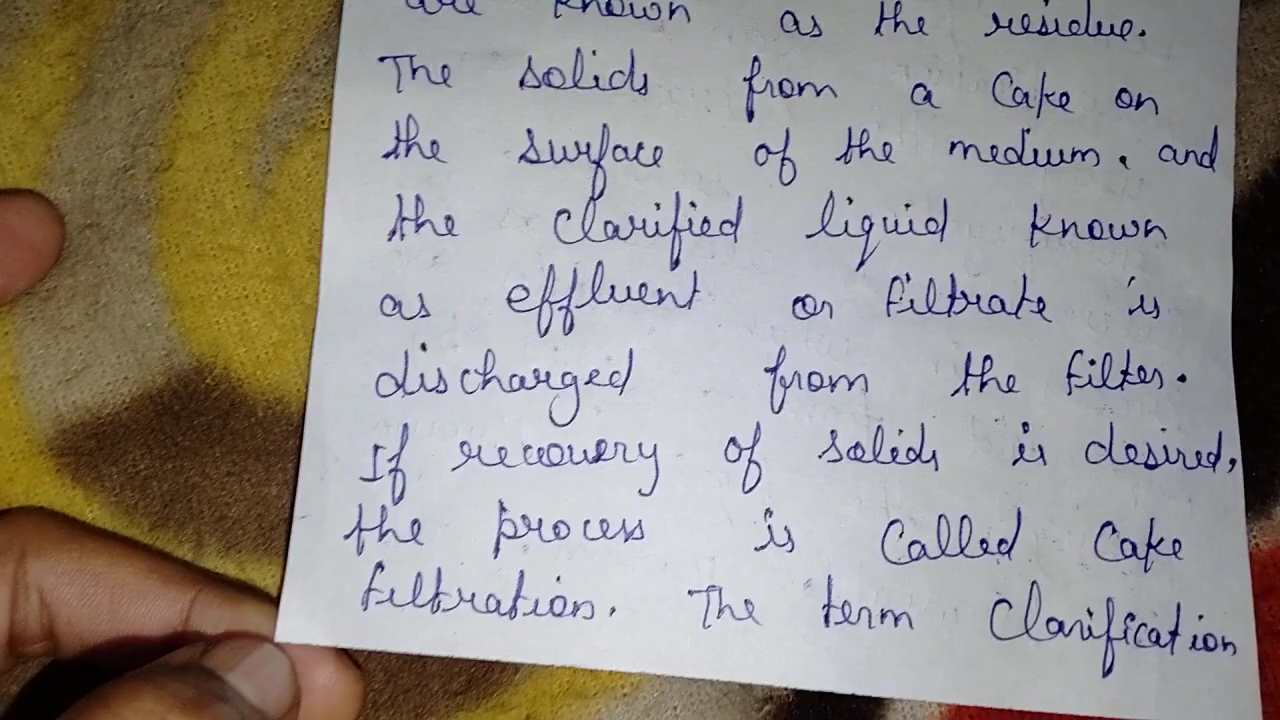 are known as the residue.
The solids from a Cake on
the surface of the medium. and
the clarified liquid known
as effluent or filtrate is
discharged from the filter.
If recovery of solids is desired,
the process is called Cake
filtration. The term Clarification